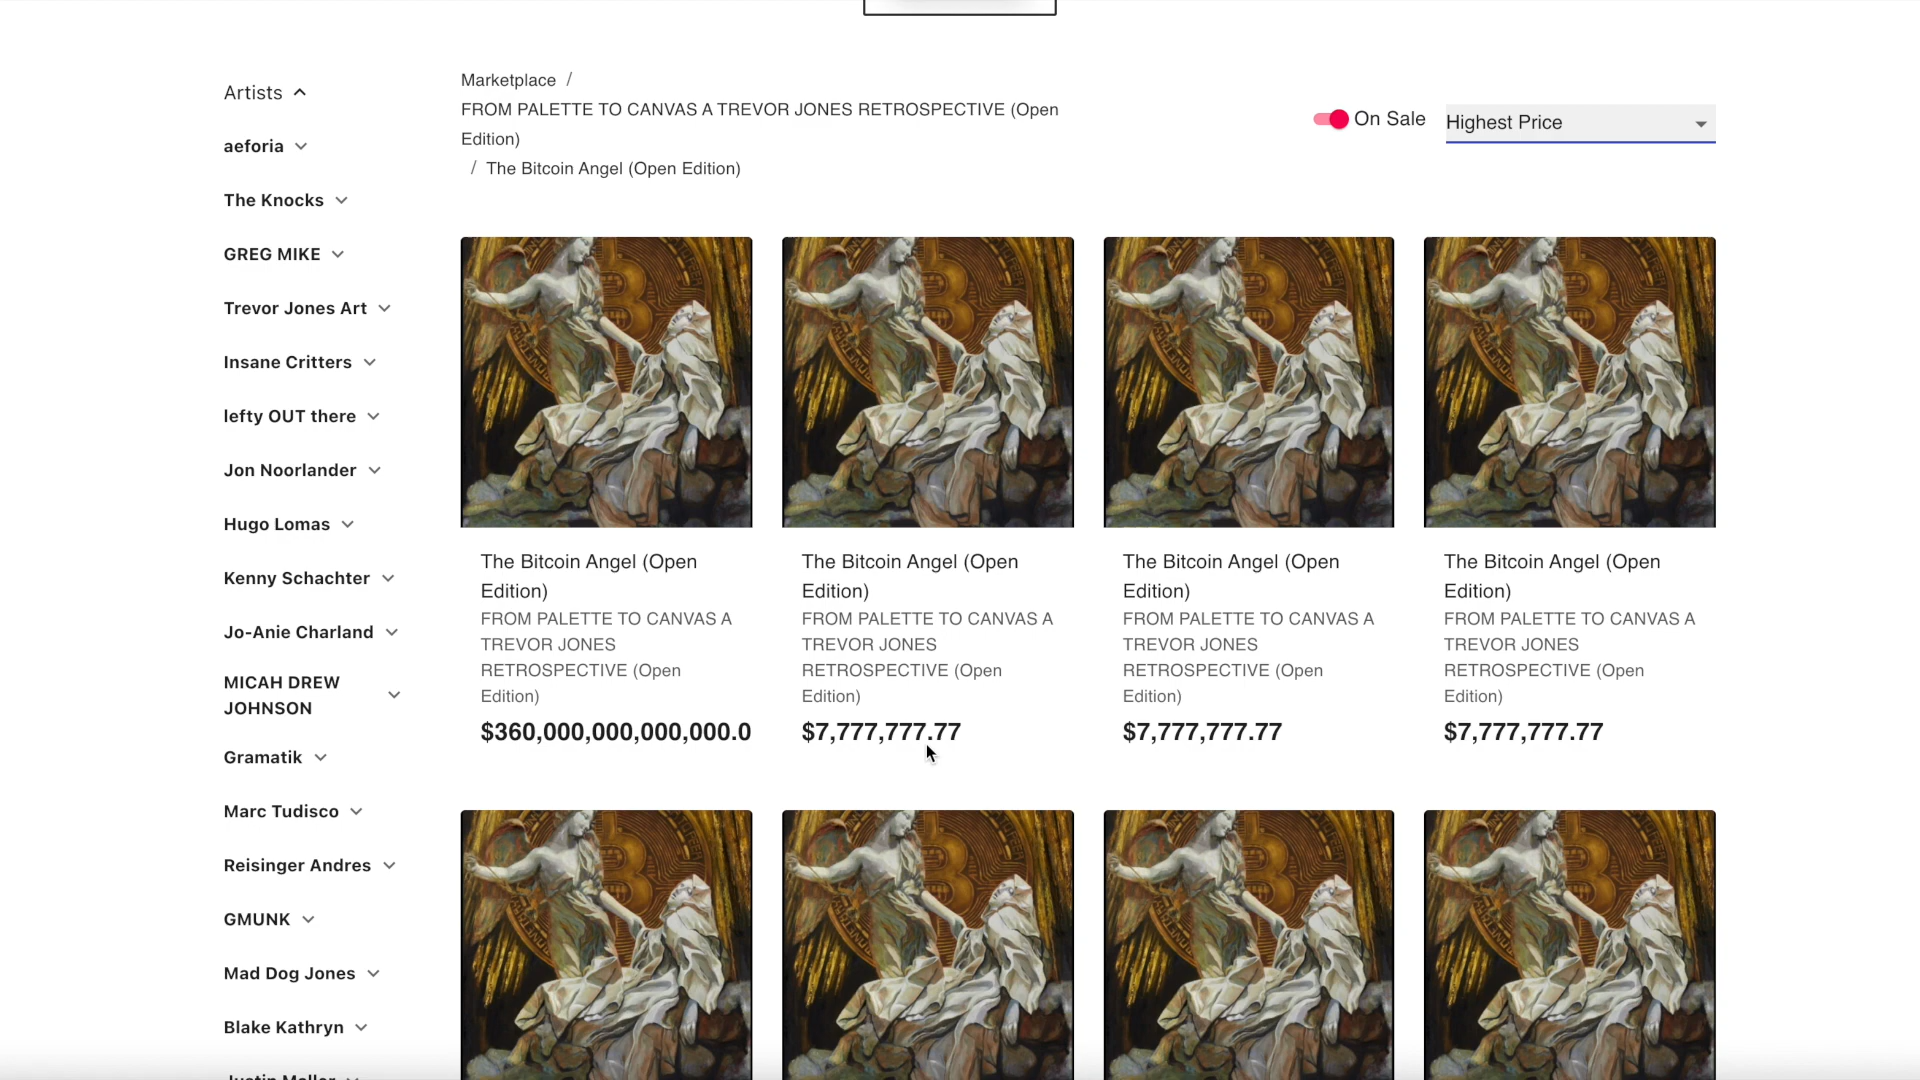 Artists
aeforia
The Knocks
GREG MIKE
Trevor Jones Art
Insane Critters
lefty OUT there
Jon Noorlander
Hugo Lomas
Kenny Schachter
Jo-Anie Charland
MICAH DREW
JOHNSON
Gramatik
Marc Tudisco
Reisinger Andres
GMUNK
Mad Dog Jones
Blake Kathryn
Marketplace /
FROM PALETTE TO CANVAS A TREVOR JONES RETROSPECTIVE (Open
Edition)
/ The Bitcoin Angel (Open Edition)
On Sale
Highest Price
The Bitcoin Angel (Open
Edition)
FROM PALETTE TO CANVAS A
TREVOR JONES
RETROSPECTIVE (Open
Edition)
$360,000,000,000,000.0
The Bitcoin Angel (Open
Edition)
FROM PALETTE TO CANVAS A
TREVOR JONES
RETROSPECTIVE (Open
Edition)
$7,777,777.77
The Bitcoin Angel (Open
Edition)
FROM PALETTE TO CANVAS A
TREVOR JONES
RETROSPECTIVE (Open
Edition)
$7,777,777.77
The Bitcoin Angel (Open
Edition)
FROM PALETTE TO CANVAS A
TREVOR JONES
RETROSPECTIVE (Open
Edition)
$7,777,777.77